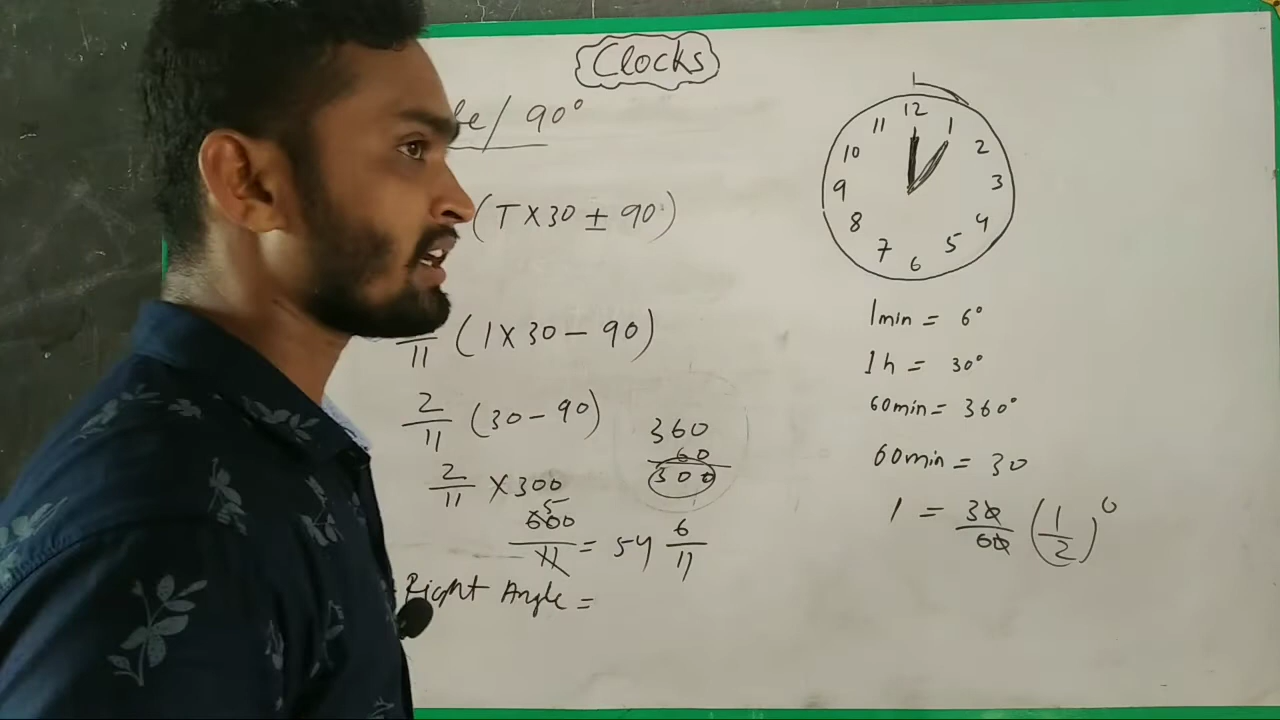 Clocks
le/ 90°
(T×30 ± 90°)
11 (1×30 - 90)
2/11 (30-90)
360
60
300
2/11 × 300
5
600/11 = 54 6/11
Right Angle =
12
1
2
3
4
5
6
7
8
9
10
11
1min = 6°
1h = 30°
60min = 360°
60min = 30
1 = 30/60 (1/2)°